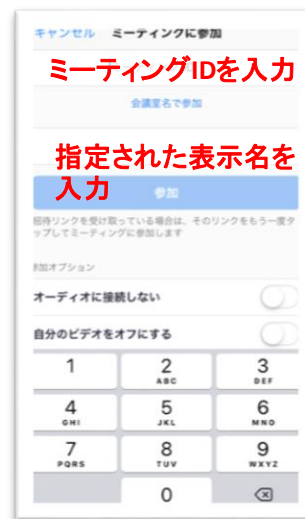 キャンセル ミーティングに参加
ミーティングIDを入力
会議室名で参加
指定された表示名を
入力
参加
招待リンクを受け取っている場合は、そのリンクをもう一度タ
ップしてミーティングに参加します
参加オプション
オーディオに接続しない
自分のビデオをオフにする
1 2 3
ABC DEF
4 5 6
GHI JKL MNO
7 8 9
PQRS TUV WXYZ
0